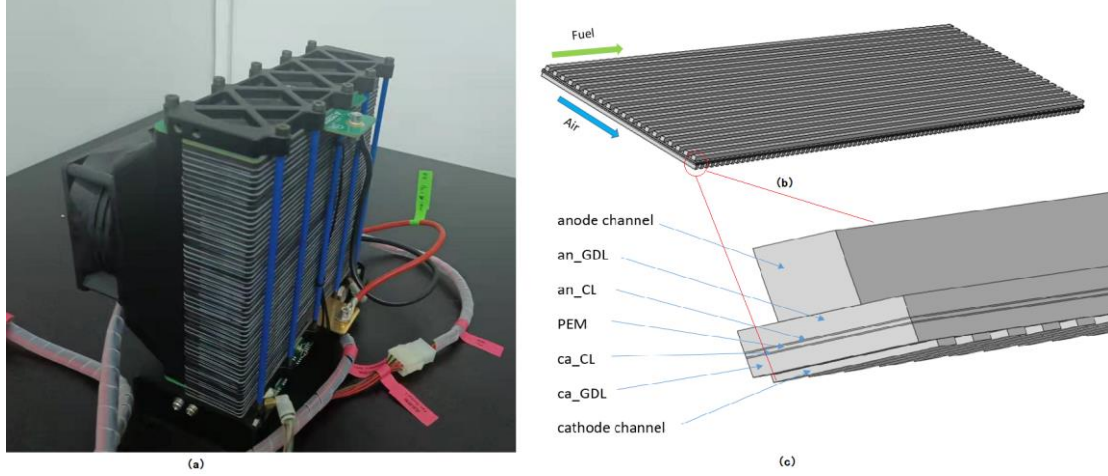 (a)
Fuel
Air
(b)
anode channel
an_GDL
an_CL
PEM
ca_CL
ca_GDL
cathode channel
(c)